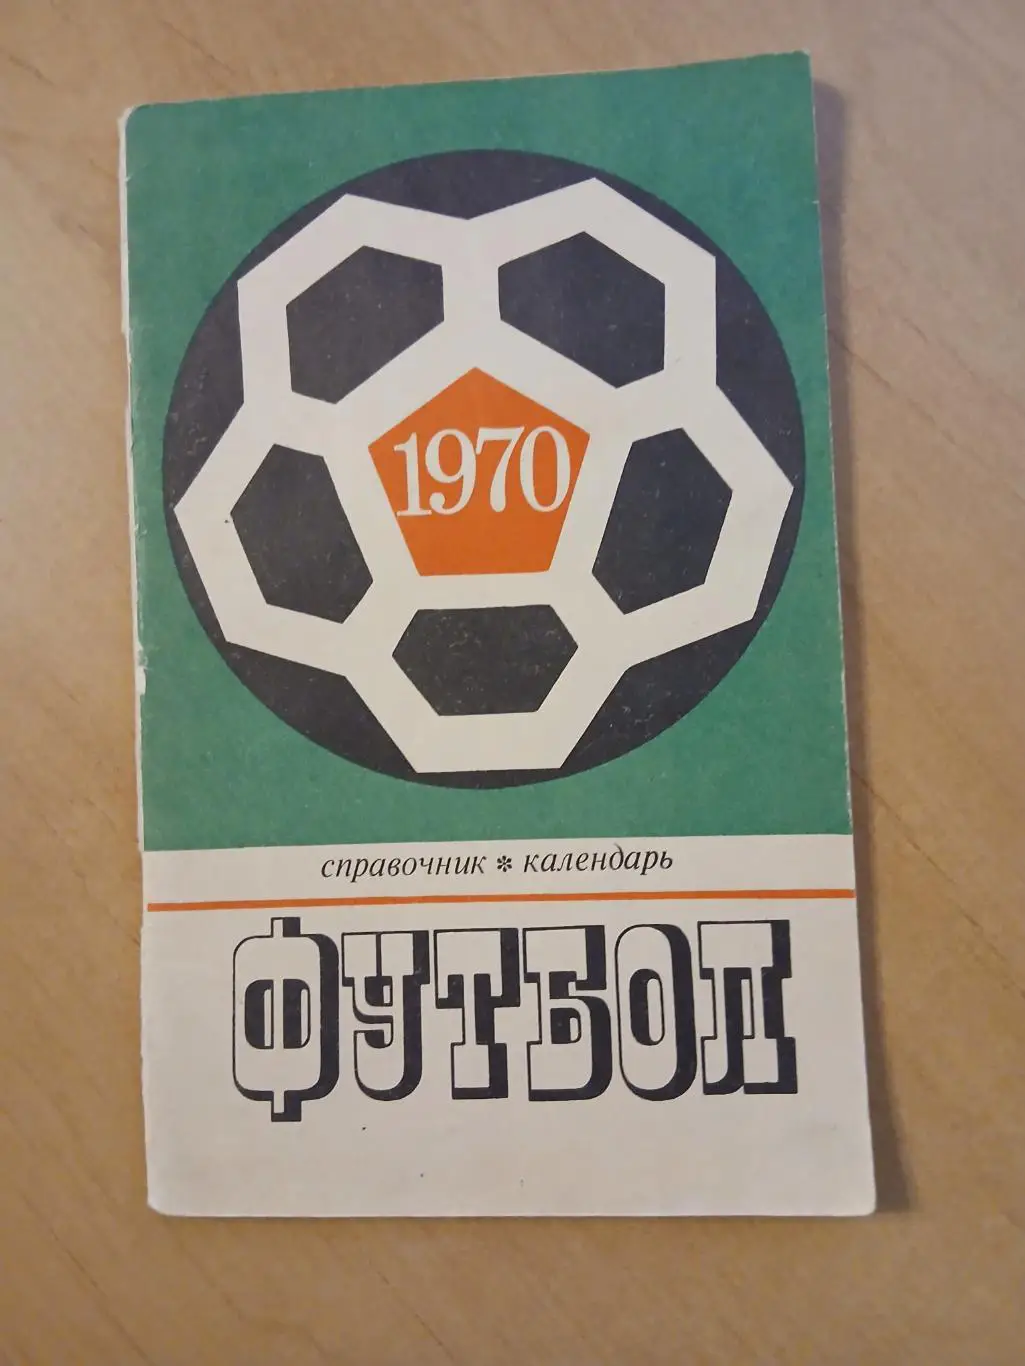 1970
справочник * календарь
ФУТБОЛ